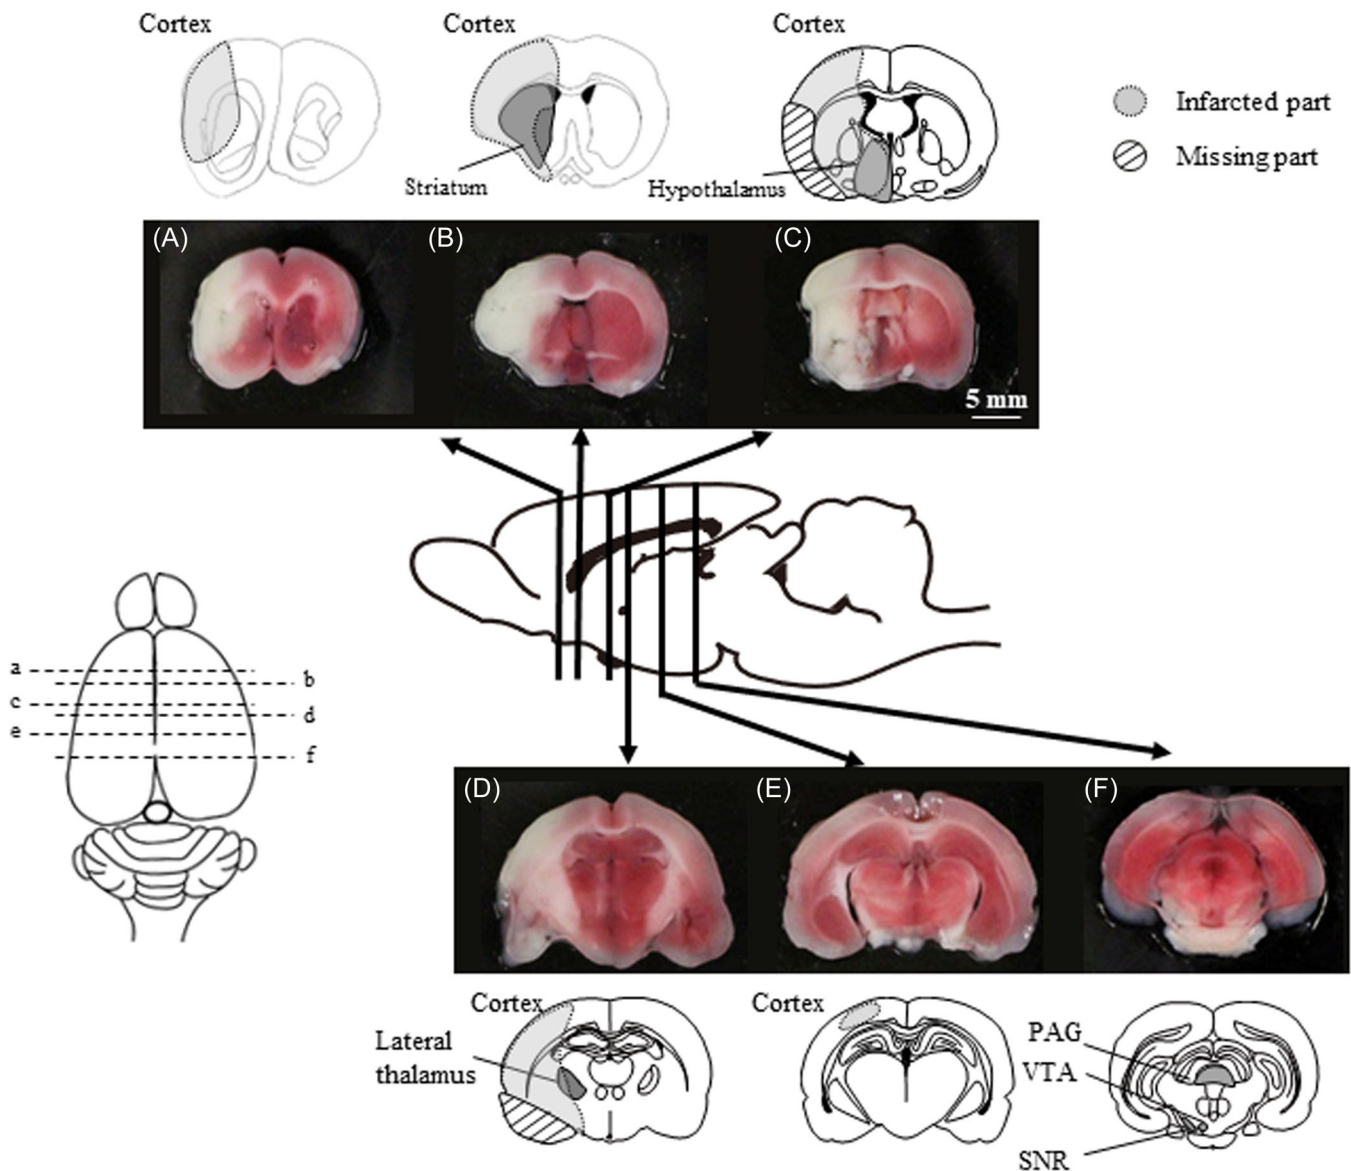 Cortex
Cortex
Cortex
Infarcted part
Missing part
Striatum
Hypothalamus
(A)
(B)
(C)
5 mm
a
b
c
d
e
f
(D)
(E)
(F)
Cortex
Cortex
Lateral
thalamus
PAG
VTA
SNR